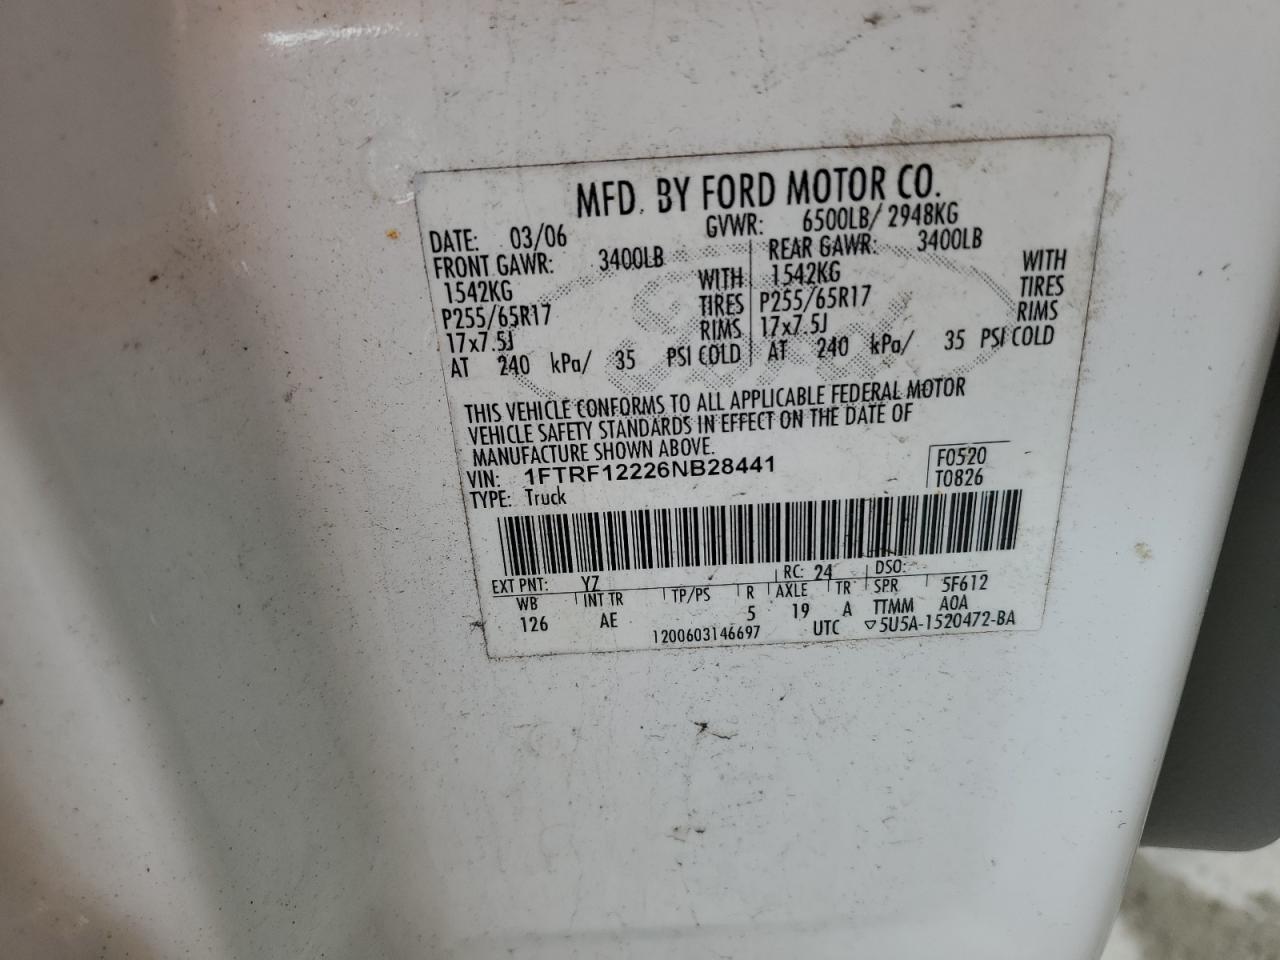 MFD. BY FORD MOTOR CO.
DATE: 03/06 GVWR: 6500LB/ 2948KG
FRONT GAWR: 3400LB REAR GAWR: 3400LB
1542KG WITH 1542KG WITH
P255/65R17 TIRES P255/65R17 TIRES
17x7.5J RIMS 17x7.5J RIMS
AT 240 kPa/ 35 PSI COLD AT 240 kPa/ 35 PSI COLD
THIS VEHICLE CONFORMS TO ALL APPLICABLE FEDERAL MOTOR
VEHICLE SAFETY STANDARDS IN EFFECT ON THE DATE OF
MANUFACTURE SHOWN ABOVE.
VIN: 1FTRF12226NB28441 F0520
TYPE: Truck T0826
EXT PNT: YZ RC: 24 DSO:
WB INT TR TP/PS R AXLE TR SPR 5F612
126 AE 5 19 A TTMM A0A
1200603146697 UTC ▽5U5A-1520472-BA